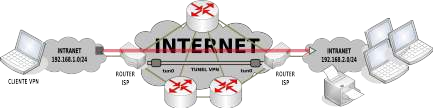 INTERNET
INTRANET
192.168.1.0/24
INTRANET
192.168.2.0/24
tun0
TUNEL VPN
tun0
CLIENTE VPN
ROUTER
ISP
ROUTER
ISP